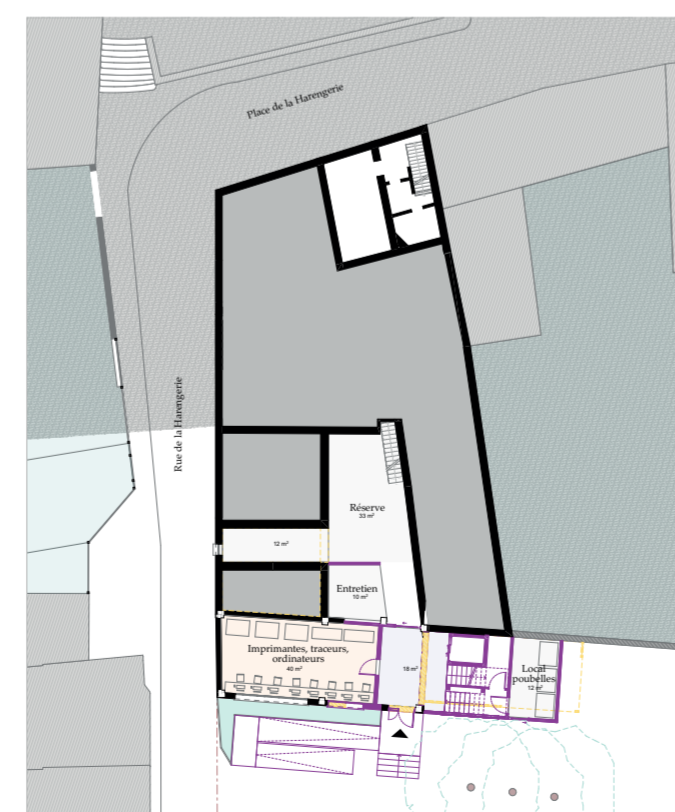 Place de la Harengerie
Rue de la Harengerie
Réserve
33 m²
12 m²
Entretien
10 m²
Imprimantes, traceurs,
ordinateurs
40 m²
18 m²
Local
poubelles
12 m²